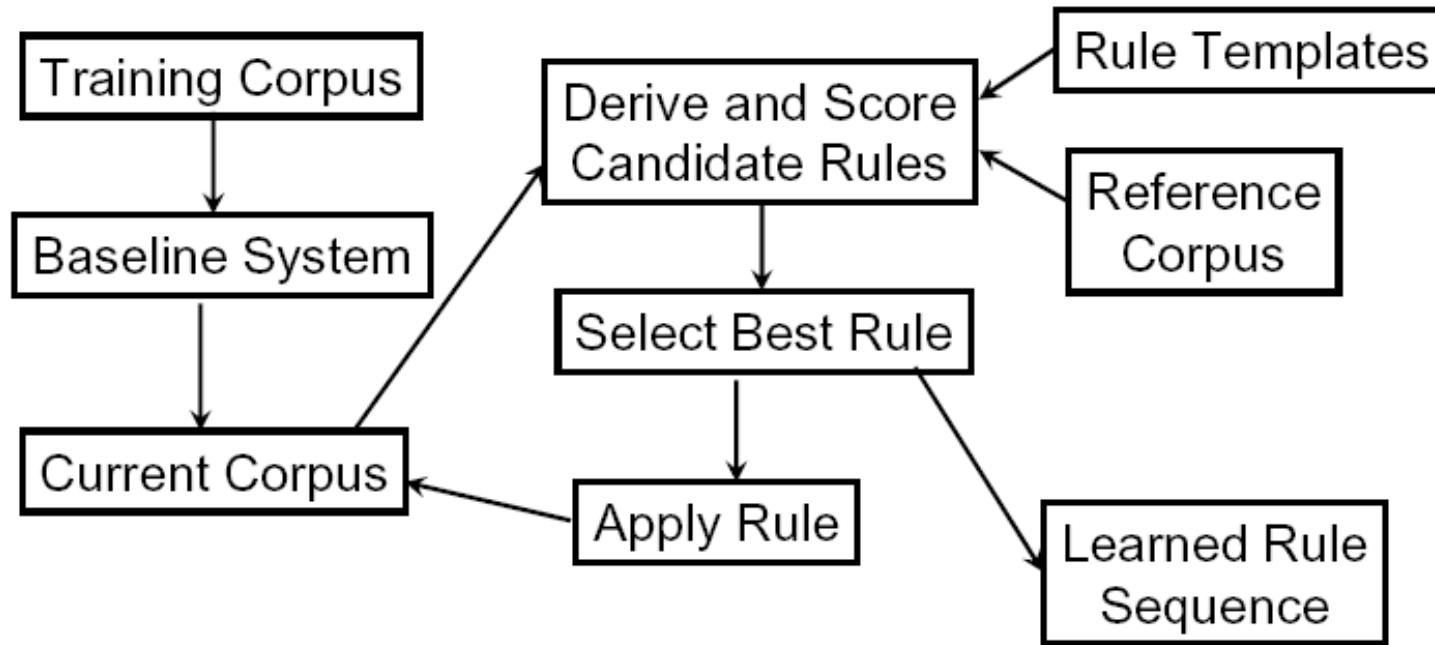 Training Corpus
Baseline System
Current Corpus
Derive and Score
Candidate Rules
Select Best Rule
Apply Rule
Rule Templates
Reference
Corpus
Learned Rule
Sequence